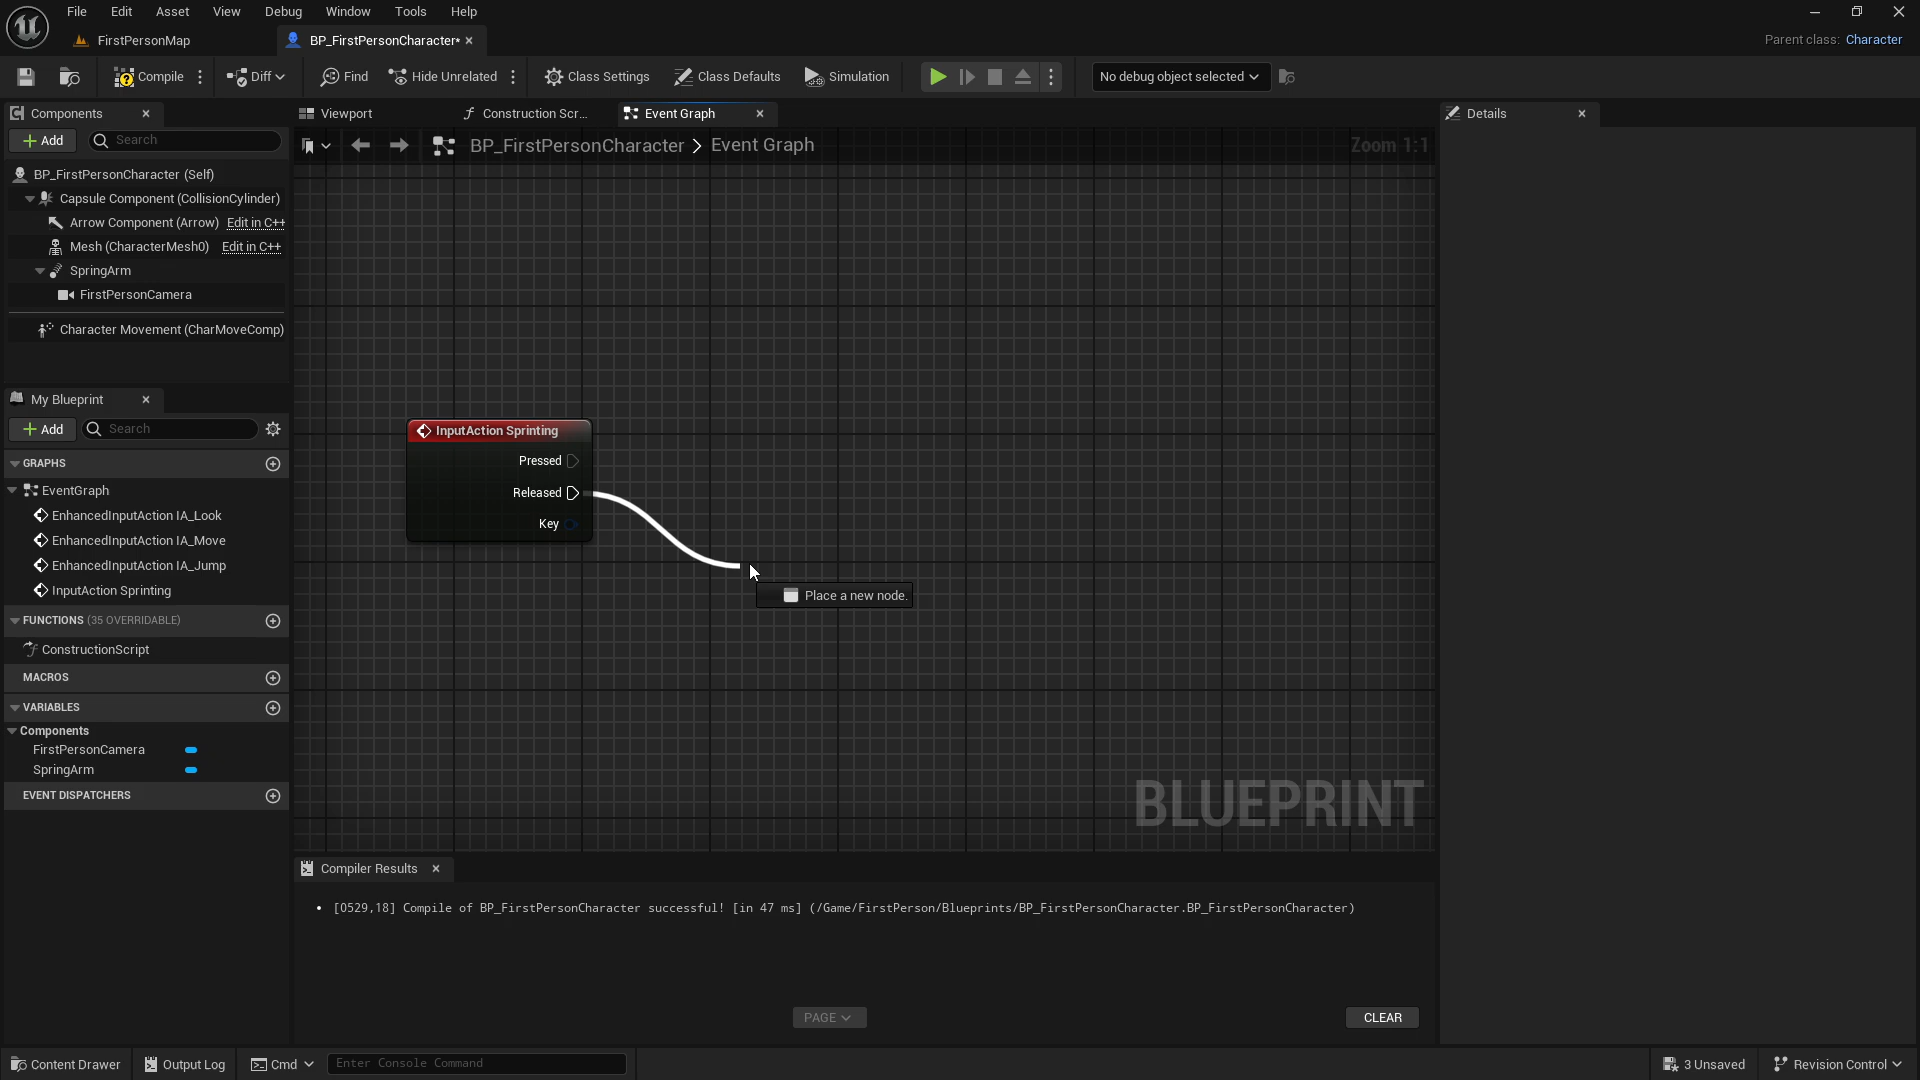 File Edit Asset View Debug Window Tools Help
FirstPersonMap
BP_FirstPersonCharacter*
Parent class: Character
Compile
Diff
Find
Hide Unrelated
Class Settings
Class Defaults
Simulation
No debug object selected
Components
Add
Search
BP_FirstPersonCharacter (Self)
Capsule Component (CollisionCylinder)
Arrow Component (Arrow) Edit in C++
Mesh (CharacterMesh0) Edit in C++
SpringArm
FirstPersonCamera
Character Movement (CharMoveComp)
My Blueprint
Add
Search
GRAPHS
EventGraph
EnhancedInputAction IA_Look
EnhancedInputAction IA_Move
EnhancedInputAction IA_Jump
InputAction Sprinting
FUNCTIONS (35 OVERRIDABLE)
ConstructionScript
MACROS
VARIABLES
Components
FirstPersonCamera
SpringArm
EVENT DISPATCHERS
Viewport
Construction Scr...
Event Graph
BP_FirstPersonCharacter > Event Graph
Zoom 1:1
InputAction Sprinting
Pressed
Released
Key
Place a new node.
BLUEPRINT
Compiler Results
• [0529,18] Compile of BP_FirstPersonCharacter successful! [in 47 ms] (/Game/FirstPerson/Blueprints/BP_FirstPersonCharacter.BP_FirstPersonCharacter)
PAGE
CLEAR
Details
Content Drawer
Output Log
Cmd
Enter Console Command
3 Unsaved
Revision Control